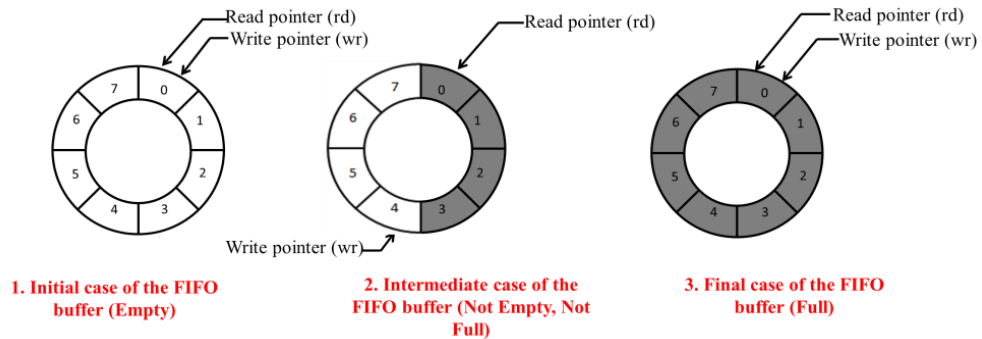 Read pointer (rd)
Write pointer (wr)
7
0
6
1
5
2
4
3
1. Initial case of the FIFO
buffer (Empty)
Read pointer (rd)
7
0
6
1
5
2
4
3
Write pointer (wr)
2. Intermediate case of the
FIFO buffer (Not Empty, Not
Full)
Read pointer (rd)
Write pointer (wr)
7
0
6
1
5
2
4
3
3. Final case of the FIFO
buffer (Full)